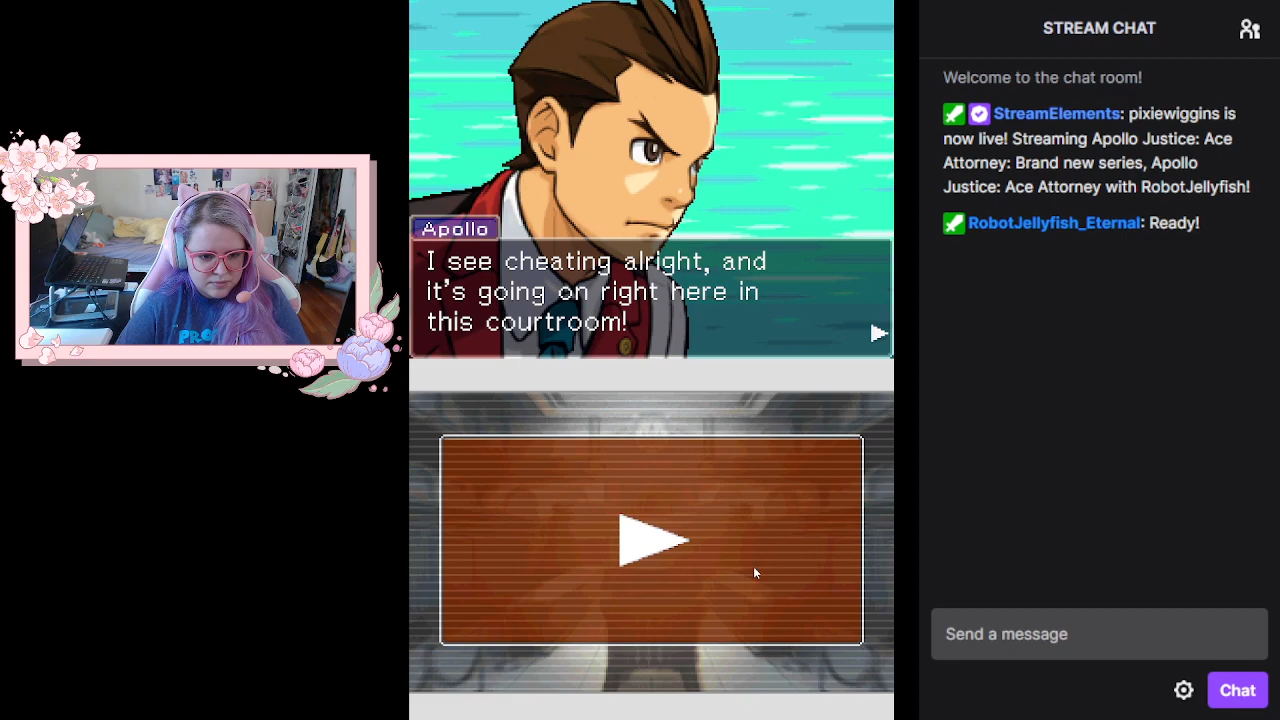 STREAM CHAT
Welcome to the chat room!
StreamElements: pixiewiggins is
now live! Streaming Apollo Justice: Ace
Attorney: Brand new series, Apollo
Justice: Ace Attorney with RobotJellyfish!
RobotJellyfish_Eternal: Ready!
Apollo
I see cheating alright, and
it's going on right here in
this courtroom!
Send a message
Chat